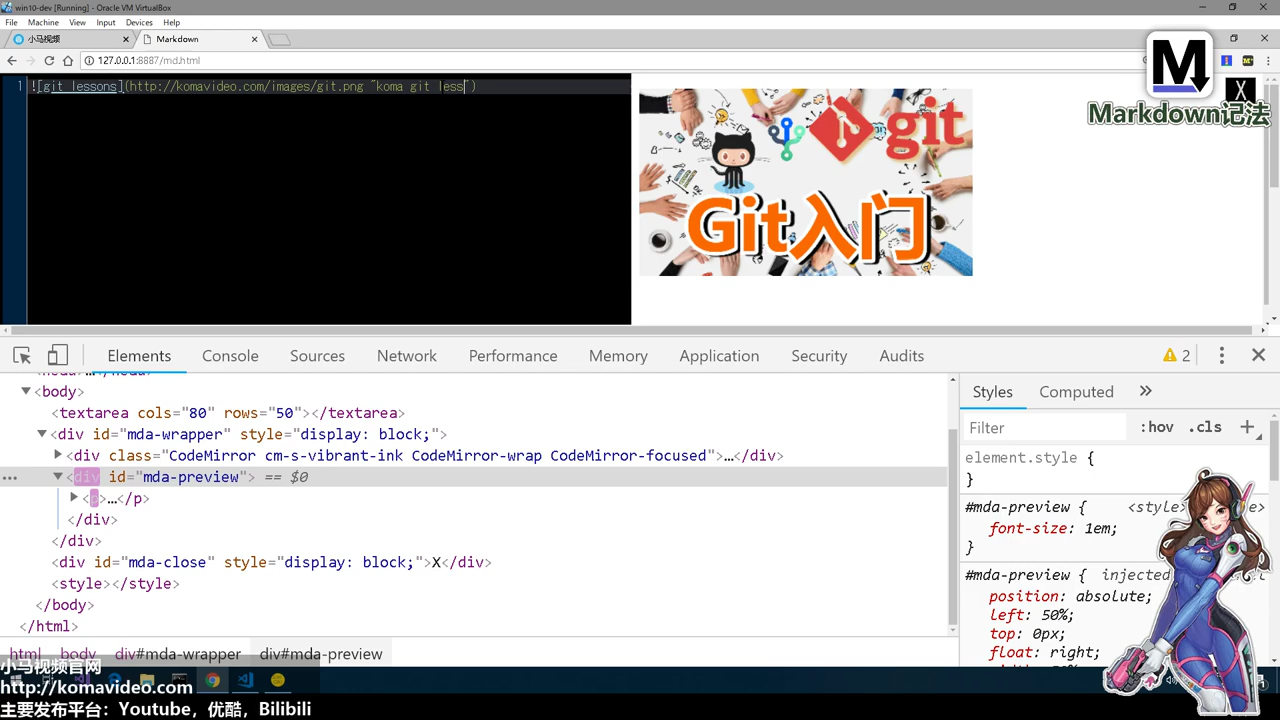 win10-dev [Running] - Oracle VM VirtualBox
File Machine View Input Devices Help
小马视频 Markdown
127.0.0.1:8887/md.html
1 ![git lessons](http://komavideo.com/images/git.png "koma git less")
X
git
Git入门
Markdown记法
Elements Console Sources Network Performance Memory Application Security Audits 2
<body>
<textarea cols="80" rows="50"></textarea>
<div id="mda-wrapper" style="display: block;">
<div class="CodeMirror cm-s-vibrant-ink CodeMirror-wrap CodeMirror-focused">…</div>
<div id="mda-preview"> == $0
<p>…</p>
</div>
</div>
<div id="mda-close" style="display: block;">X</div>
<style></style>
</body>
</html>
html body div#mda-wrapper div#mda-preview
Styles Computed
Filter :hov .cls
element.style {
}
#mda-preview {
font-size: 1em;
}
#mda-preview { injected
position: absolute;
left: 50%;
top: 0px;
float: right;
小马视频官网
http://komavideo.com
主要发布平台：Youtube，优酷，Bilibili